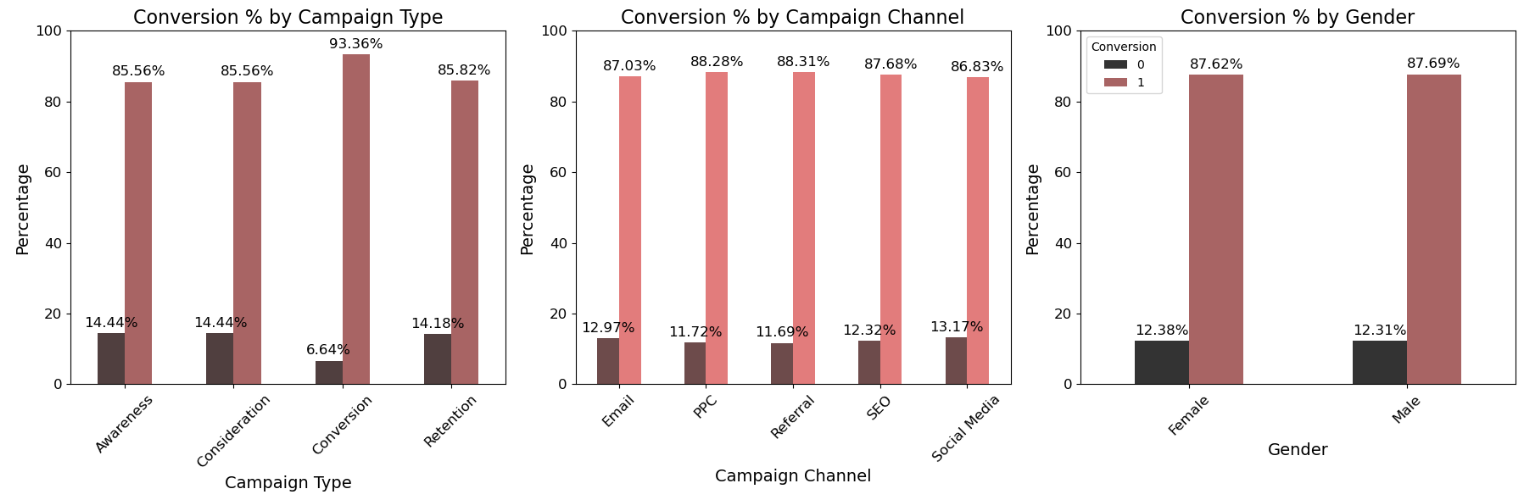 Conversion % by Campaign Type
Percentage
100
80
60
40
20
0
85.56%
85.56%
93.36%
85.82%
14.44%
14.44%
6.64%
14.18%
Awareness
Consideration
Conversion
Retention
Campaign Type
Conversion % by Campaign Channel
Percentage
100
80
60
40
20
0
87.03%
88.28%
88.31%
87.68%
86.83%
12.97%
11.72%
11.69%
12.32%
13.17%
Email
PPC
Referral
SEO
Social Media
Campaign Channel
Conversion % by Gender
Percentage
100
80
60
40
20
0
Conversion
0
1
87.62%
87.69%
12.38%
12.31%
Female
Male
Gender